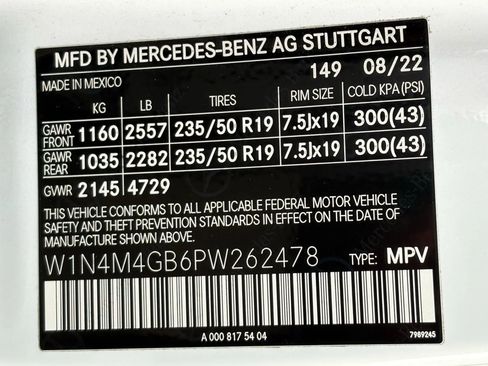 MFD BY MERCEDES-BENZ AG STUTTGART
MADE IN MEXICO 149 08/22
KG LB TIRES RIM SIZE COLD KPA (PSI)
GAWR FRONT 1160 2557 235/50 R19 7.5Jx19 300(43)
GAWR REAR 1035 2282 235/50 R19 7.5Jx19 300(43)
GVWR 2145 4729
THIS VEHICLE CONFORMS TO ALL APPLICABLE FEDERAL MOTOR VEHICLE
SAFETY AND THEFT PREVENTION STANDARDS IN EFFECT ON THE DATE OF
MANUFACTURE SHOWN ABOVE.
W1N4M4GB6PW262478 TYPE: MPV
A 000 817 54 04
7989245